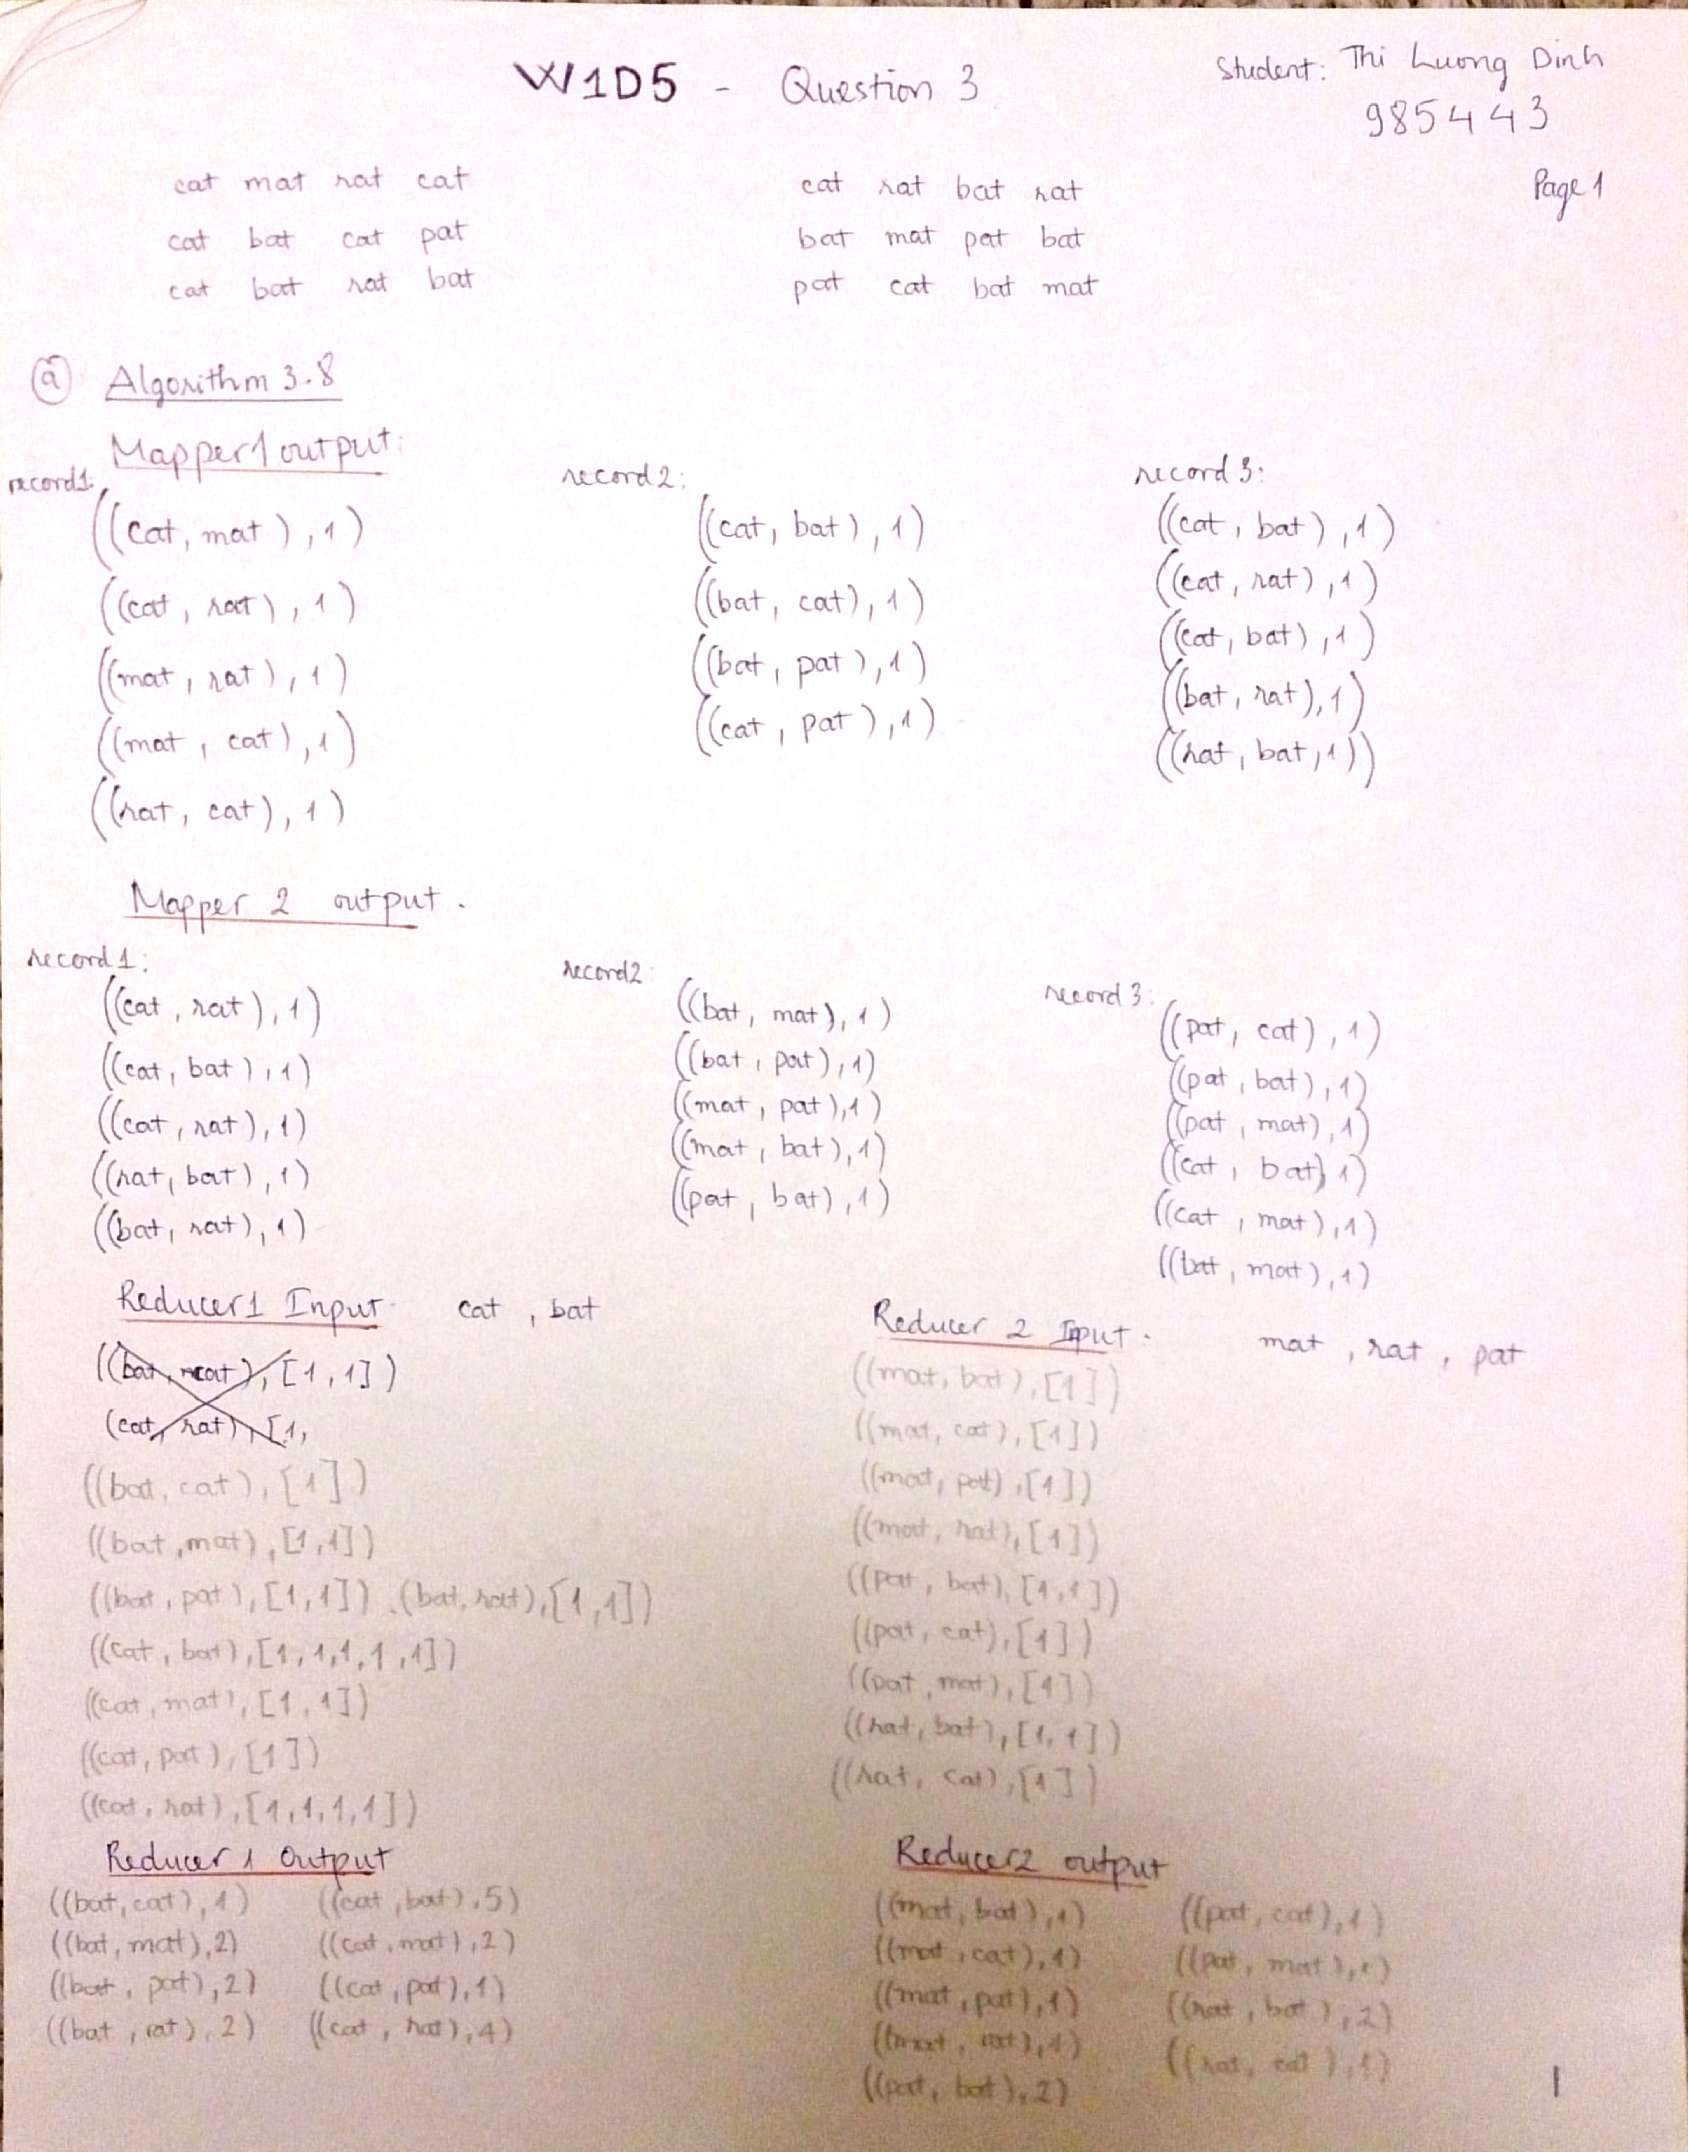 W1D5 - Question 3
Student: Thi Luong Dinh
985443
Page 1
cat mat rat cat
cat bat cat pat
cat bat rat bat
cat rat bat rat
bat mat pat bat
pat cat bat mat
(a) Algorithm 3.8
Mapper 1 output:
record1:
((cat, mat), 1)
((cat, rat), 1)
((mat, rat), 1)
((mat, cat), 1)
((rat, cat), 1)
record2:
((cat, bat), 1)
((bat, cat), 1)
((bat, pat), 1)
((cat, pat), 1)
record3:
((cat, bat), 1)
((cat, rat), 1)
((cat, bat), 1)
((bat, rat), 1)
((rat, bat, 1))
Mapper 2 output.
record1:
((cat, rat), 1)
((cat, bat), 1)
((cat, rat), 1)
((rat, bat), 1)
((bat, rat), 1)
record2:
((bat, mat), 1)
((bat, pat), 1)
((mat, pat), 1)
((mat, bat), 1)
((pat, bat), 1)
record3:
((pat, cat), 1)
((pat, bat), 1)
((pat, mat), 1)
((cat, bat), 1)
((cat, mat), 1)
((bat, mat), 1)
Reducer1 Input. cat, bat
((bat, mat), [1,1])
(cat, rat), [1,
((bat, cat), [1])
((bat, mat), [1,1])
((bat, pat), [1,1]) (bat, rat), [1,1])
((cat, bat), [1,1,1,1,1])
((cat, mat), [1,1])
((cat, pat), [1])
((cat, rat), [1,1,1,1])
Reducer 2 Input. mat, rat, pat
((mat, bat), [1])
((mat, cat), [1])
((mat, pat), [1])
((mat, rat), [1])
((pat, bat), [1,1])
((pat, cat), [1])
((pat, mat), [1])
((rat, bat), [1,1])
((rat, cat), [1])
Reducer 1 Output
((bat, cat), 1) ((cat, bat), 5)
((bat, mat), 2) ((cat, mat), 2)
((bat, pat), 2) ((cat, pat), 1)
((bat, rat), 2) ((cat, rat), 4)
Reducer2 output
((mat, bat), 1) ((pat, cat), 1)
((mat, cat), 1) ((pat, mat), 1)
((mat, pat), 1) ((rat, bat), 2)
((mat, rat), 1) ((rat, cat), 1)
((pat, bat), 2)
1